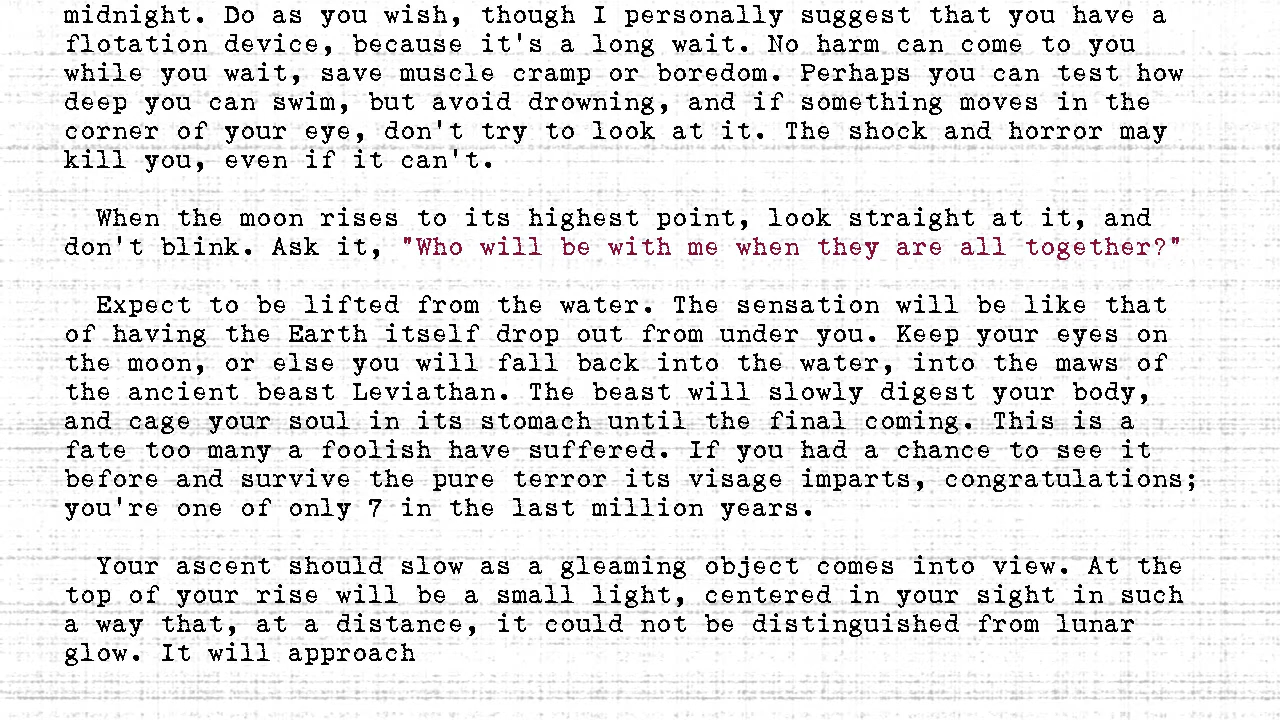 midnight. Do as you wish, though I personally suggest that you have a
flotation device, because it's a long wait. No harm can come to you
while you wait, save muscle cramp or boredom. Perhaps you can test how
deep you can swim, but avoid drowning, and if something moves in the
corner of your eye, don't try to look at it. The shock and horror may
kill you, even if it can't.
When the moon rises to its highest point, look straight at it, and
don't blink. Ask it, "Who will be with me when they are all together?"
Expect to be lifted from the water. The sensation will be like that
of having the Earth itself drop out from under you. Keep your eyes on
the moon, or else you will fall back into the water, into the maws of
the ancient beast Leviathan. The beast will slowly digest your body,
and cage your soul in its stomach until the final coming. This is a
fate too many a foolish have suffered. If you had a chance to see it
before and survive the pure terror its visage imparts, congratulations;
you're one of only 7 in the last million years.
Your ascent should slow as a gleaming object comes into view. At the
top of your rise will be a small light, centered in your sight in such
a way that, at a distance, it could not be distinguished from lunar
glow. It will approach